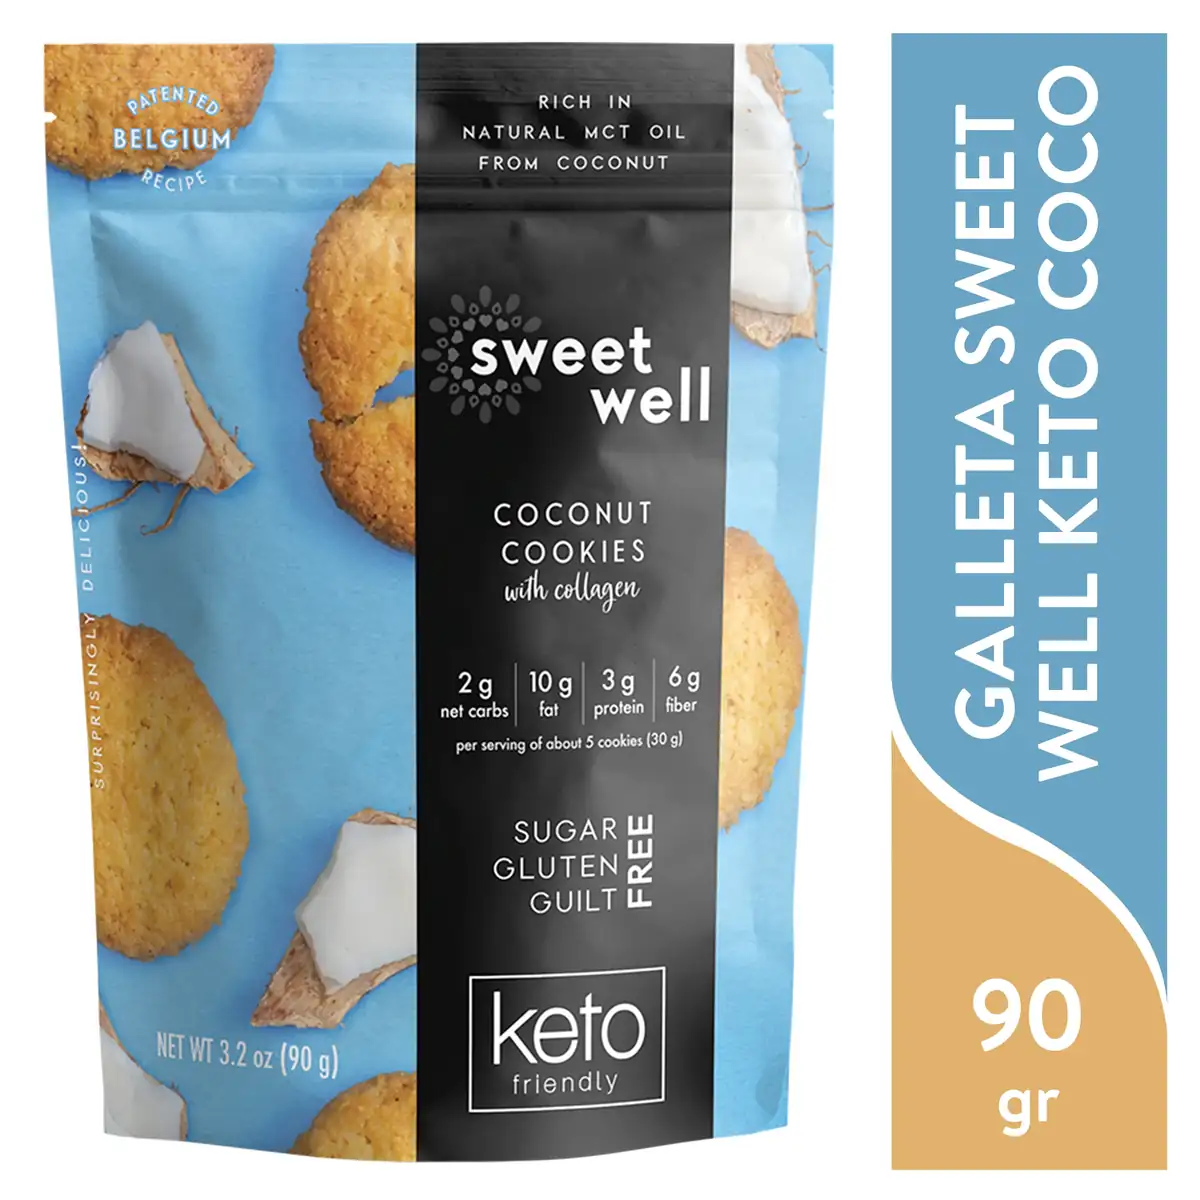 PATENTED
BELGIUM
RECIPE
RICH IN
NATURAL MCT OIL
FROM COCONUT
sweet
well
SURPRISINGLY DELICIOUS!
COCONUT
COOKIES
with collagen
2 g net carbs
10 g fat
3 g protein
6 g fiber
per serving of about 5 cookies (30 g)
SUGAR
GLUTEN
GUILT
FREE
keto
friendly
NET WT 3.2 oz (90 g)
GALLETA SWEET
WELL KETO COCO
90
gr